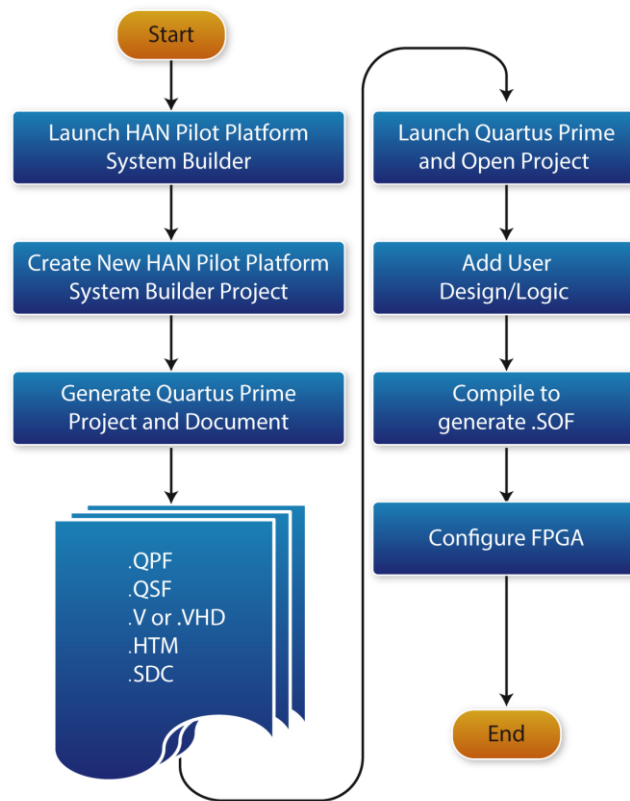 Start
Launch HAN Pilot Platform
System Builder
Create New HAN Pilot Platform
System Builder Project
Generate Quartus Prime
Project and Document
.QPF
.QSF
.V or .VHD
.HTM
.SDC
Launch Quartus Prime
and Open Project
Add User
Design/Logic
Compile to
generate .SOF
Configure FPGA
End